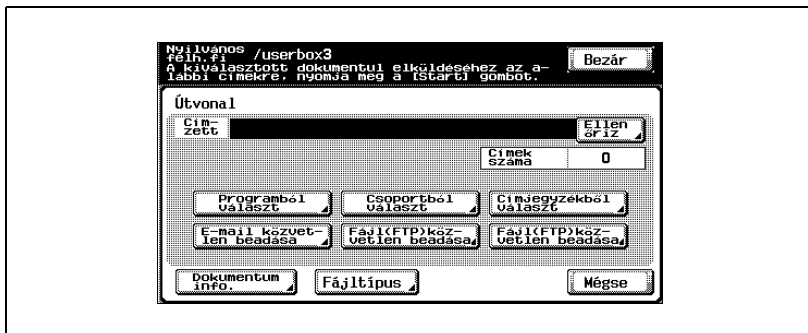 Nyilvános
félh.fi /userbox3
A kiválasztott dokumentul elküldéséhez az a-
lábbi címekre, nyomja meg a [Start] gombot.
Bezár
Útvonal
Cím-
zett
Ellen
őriz
Címek
száma
0
Programból
választ
Csoportból
választ
Címjegyzékből
választ
E-mail közvet-
len beadása
Fájl(FTP)köz-
vetlen beadása
Fájl(FTP)köz-
vetlen beadása
Dokumentum
info.
Fájltípus
Mégse